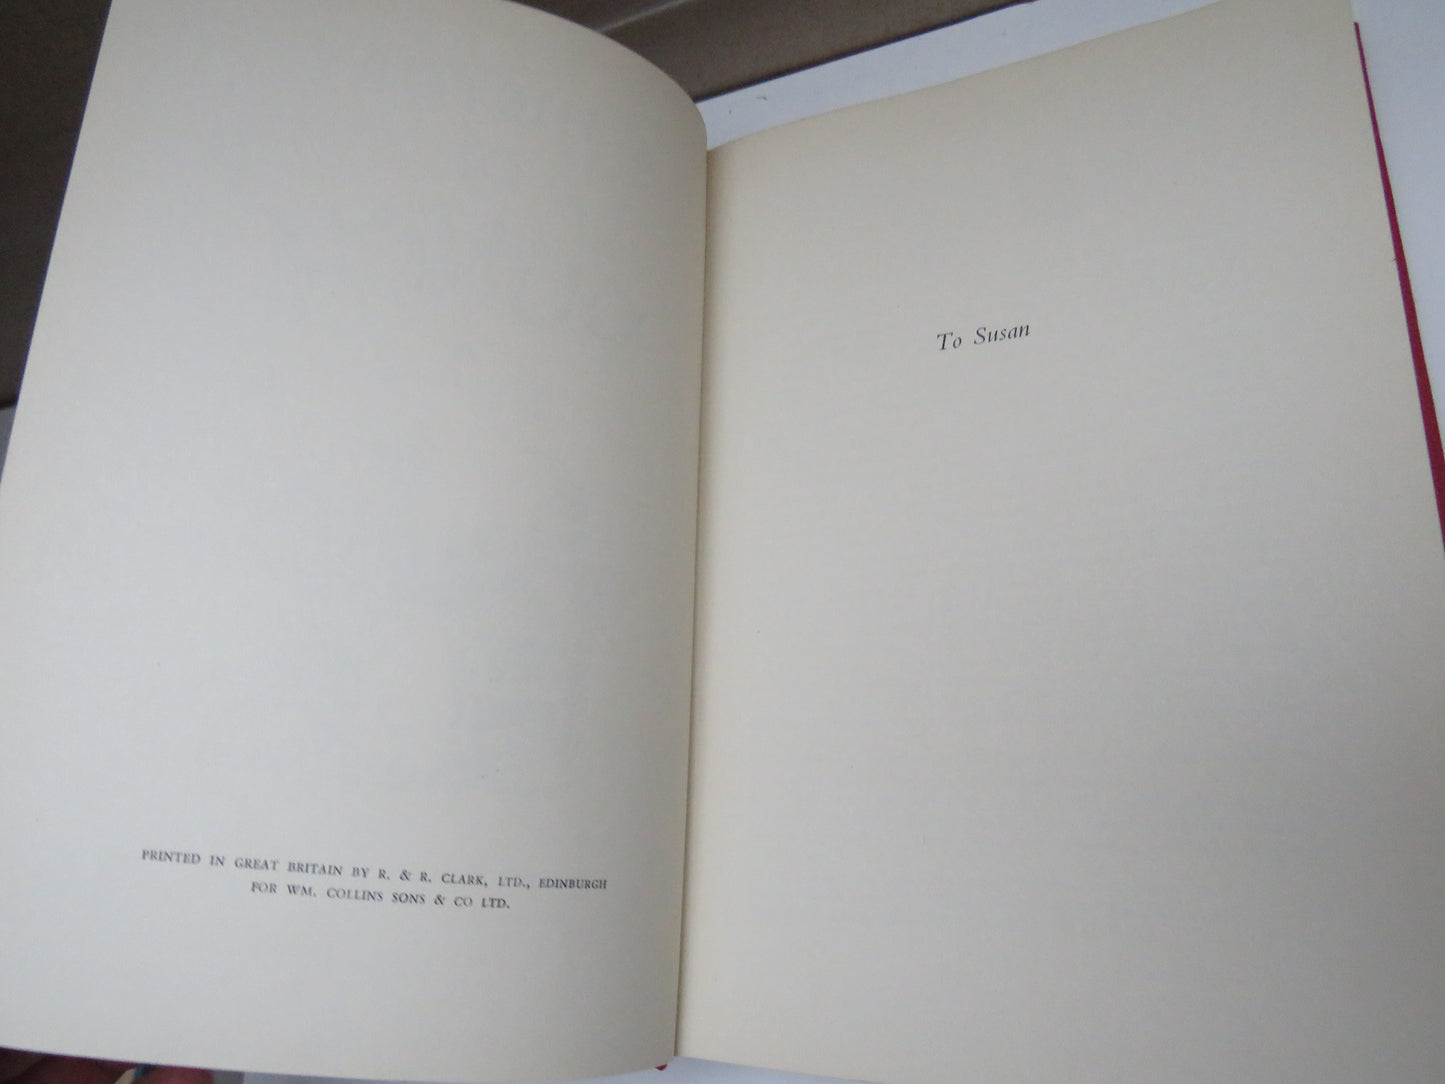 PRINTED IN GREAT BRITAIN BY R. & R. CLARK, LTD., EDINBURGH
FOR WM. COLLINS SONS & CO LTD.
To Susan